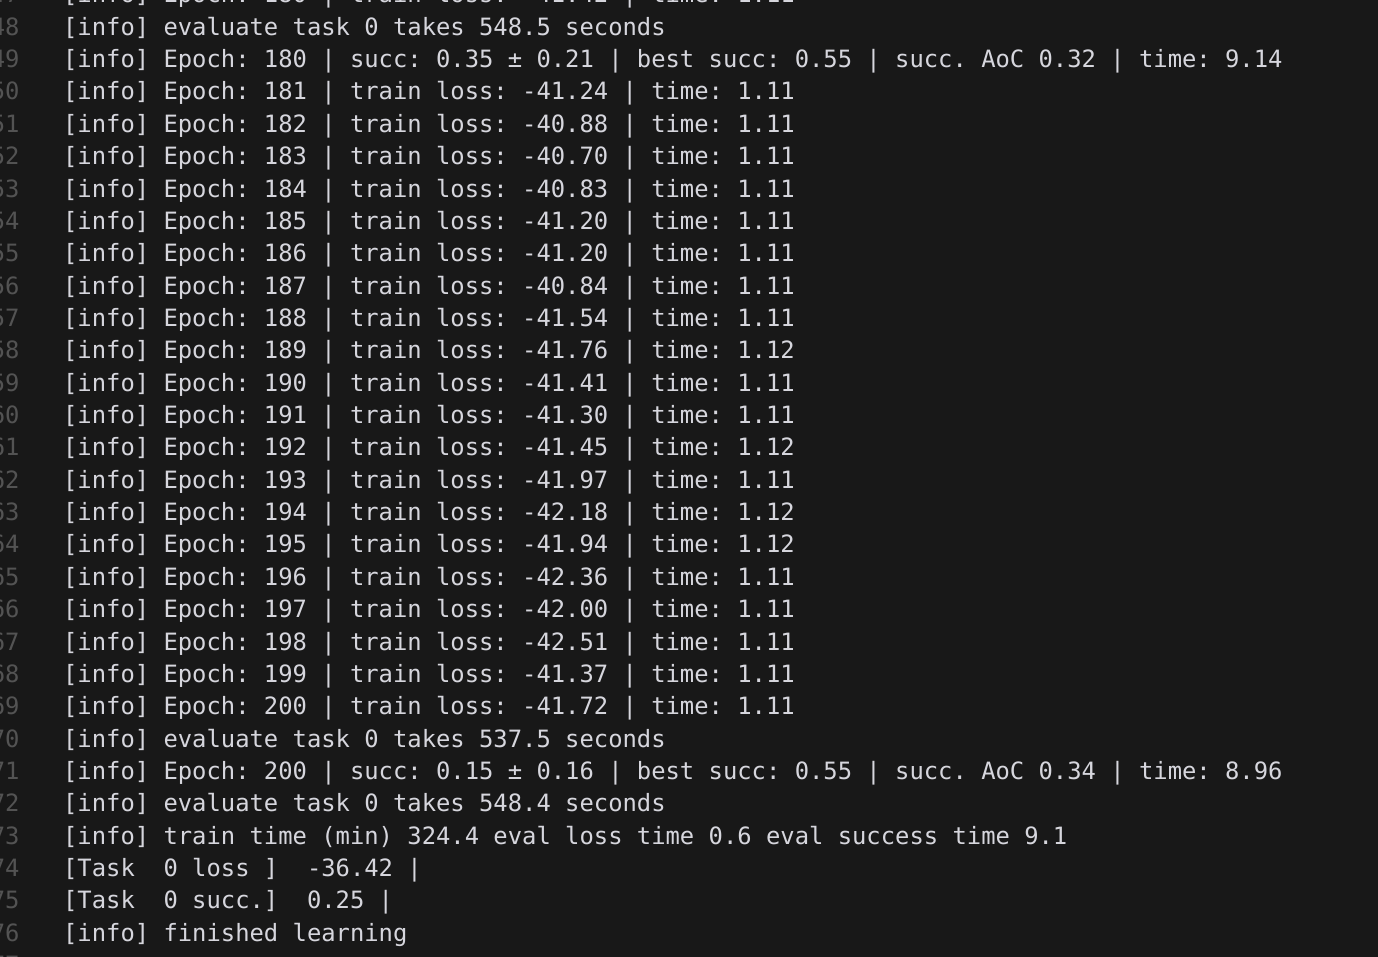 48 [info] evaluate task 0 takes 548.5 seconds
49 [info] Epoch: 180 | succ: 0.35 ± 0.21 | best succ: 0.55 | succ. AoC 0.32 | time: 9.14
50 [info] Epoch: 181 | train loss: -41.24 | time: 1.11
51 [info] Epoch: 182 | train loss: -40.88 | time: 1.11
52 [info] Epoch: 183 | train loss: -40.70 | time: 1.11
53 [info] Epoch: 184 | train loss: -40.83 | time: 1.11
54 [info] Epoch: 185 | train loss: -41.20 | time: 1.11
55 [info] Epoch: 186 | train loss: -41.20 | time: 1.11
56 [info] Epoch: 187 | train loss: -40.84 | time: 1.11
57 [info] Epoch: 188 | train loss: -41.54 | time: 1.11
58 [info] Epoch: 189 | train loss: -41.76 | time: 1.12
59 [info] Epoch: 190 | train loss: -41.41 | time: 1.11
60 [info] Epoch: 191 | train loss: -41.30 | time: 1.11
61 [info] Epoch: 192 | train loss: -41.45 | time: 1.12
62 [info] Epoch: 193 | train loss: -41.97 | time: 1.11
63 [info] Epoch: 194 | train loss: -42.18 | time: 1.12
64 [info] Epoch: 195 | train loss: -41.94 | time: 1.12
65 [info] Epoch: 196 | train loss: -42.36 | time: 1.11
66 [info] Epoch: 197 | train loss: -42.00 | time: 1.11
67 [info] Epoch: 198 | train loss: -42.51 | time: 1.11
68 [info] Epoch: 199 | train loss: -41.37 | time: 1.11
69 [info] Epoch: 200 | train loss: -41.72 | time: 1.11
70 [info] evaluate task 0 takes 537.5 seconds
71 [info] Epoch: 200 | succ: 0.15 ± 0.16 | best succ: 0.55 | succ. AoC 0.34 | time: 8.96
72 [info] evaluate task 0 takes 548.4 seconds
73 [info] train time (min) 324.4 eval loss time 0.6 eval success time 9.1
74 [Task  0 loss ]  -36.42 |
75 [Task  0 succ.]  0.25 |
76 [info] finished learning